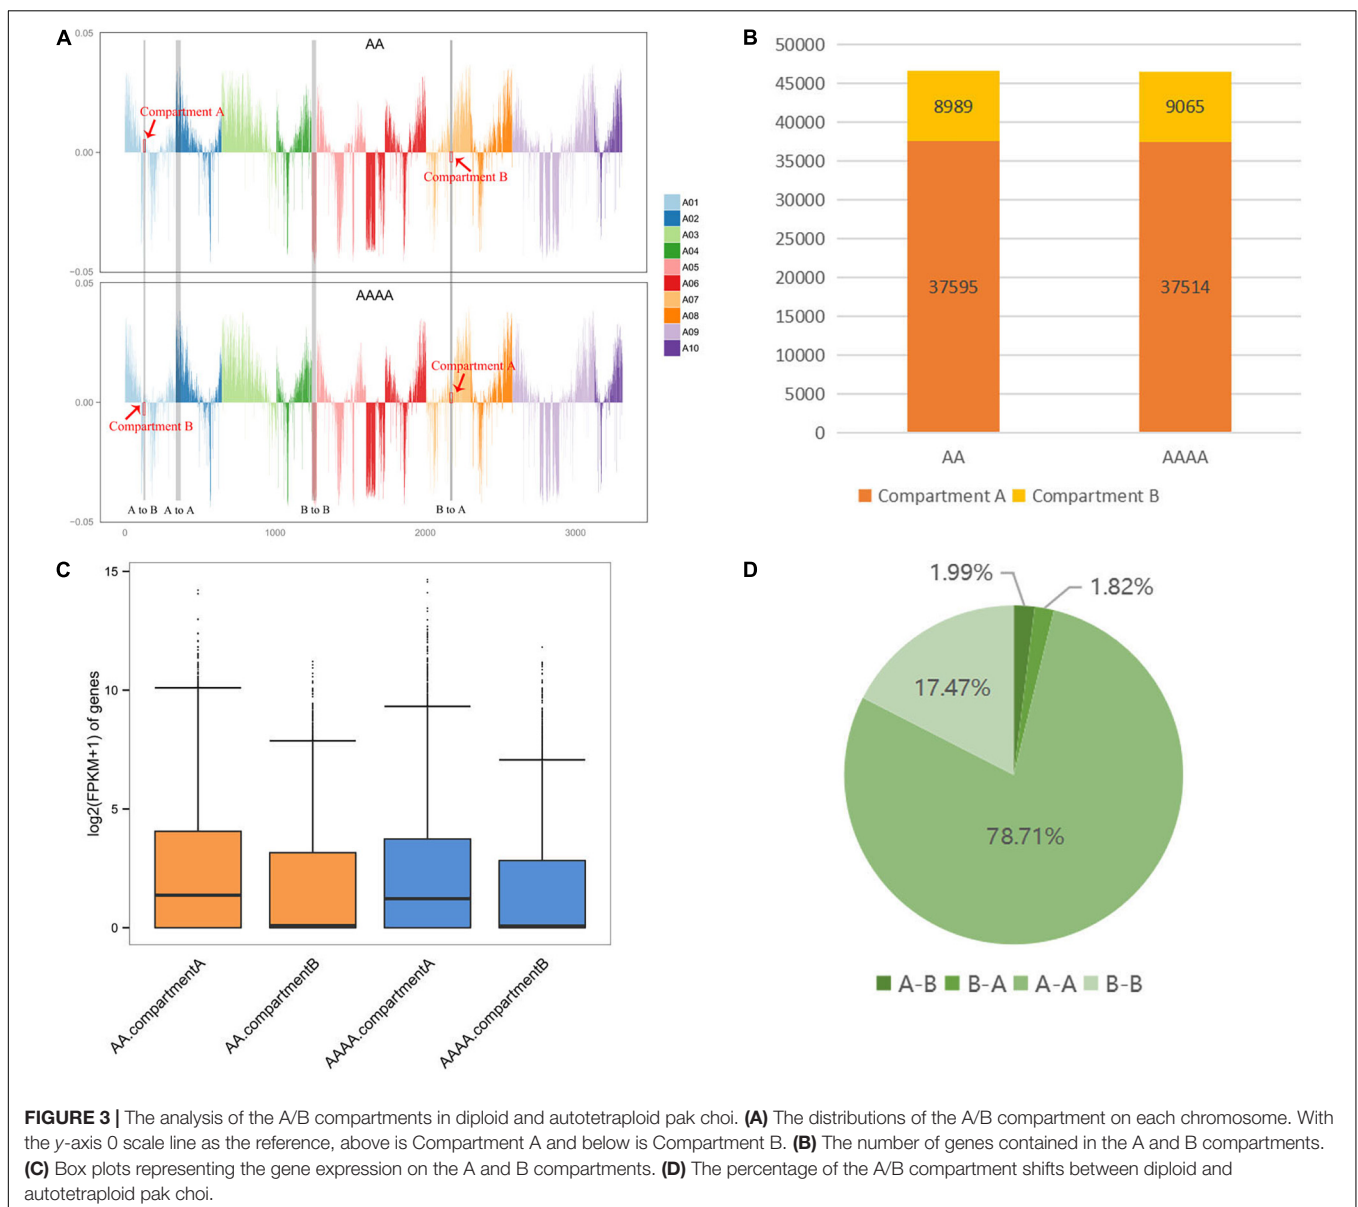 A
0.05
AA
Compartment A
0.00
Compartment B
−0.05
0.05
AAAA
Compartment A
0.00
Compartment B
A to B
A to A
B to B
B to A
−0.05
0
1000
2000
3000
A01
A02
A03
A04
A05
A06
A07
A08
A09
A10
B
50000
45000
40000
35000
30000
25000
20000
15000
10000
5000
0
8989
9065
37595
37514
AA
AAAA
Compartment A
Compartment B
C
log2(FPKM+1) of genes
15
10
5
0
AA.compartmentA
AA.compartmentB
AAAA.compartmentA
AAAA.compartmentB
D
1.99%
1.82%
17.47%
78.71%
A-B
B-A
A-A
B-B
FIGURE 3 | The analysis of the A/B compartments in diploid and autotetraploid pak choi. (A) The distributions of the A/B compartment on each chromosome. With
the y-axis 0 scale line as the reference, above is Compartment A and below is Compartment B. (B) The number of genes contained in the A and B compartments.
(C) Box plots representing the gene expression on the A and B compartments. (D) The percentage of the A/B compartment shifts between diploid and
autotetraploid pak choi.